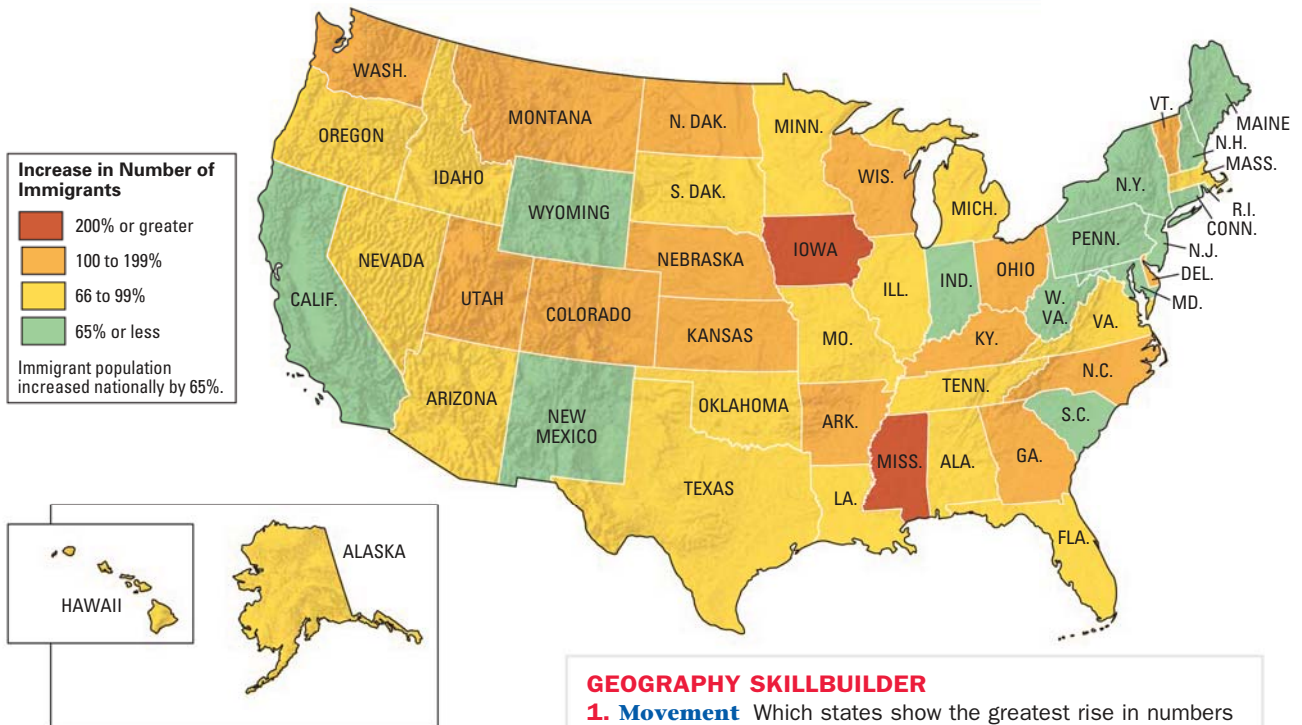 Increase in Number of
Immigrants
200% or greater
100 to 199%
66 to 99%
65% or less
Immigrant population
increased nationally by 65%.
WASH.
OREGON
CALIF.
NEVADA
IDAHO
MONTANA
WYOMING
UTAH
COLORADO
ARIZONA
NEW
MEXICO
N. DAK.
S. DAK.
NEBRASKA
KANSAS
OKLAHOMA
TEXAS
MINN.
IOWA
MO.
ARK.
LA.
WIS.
ILL.
MICH.
IND.
OHIO
KY.
TENN.
MISS.
ALA.
GA.
FLA.
S.C.
N.C.
VA.
W.
VA.
PENN.
N.Y.
VT.
MAINE
N.H.
MASS.
R.I.
CONN.
N.J.
DEL.
MD.
HAWAII
ALASKA
GEOGRAPHY SKILLBUILDER
1. Movement Which states show the greatest rise in numbers